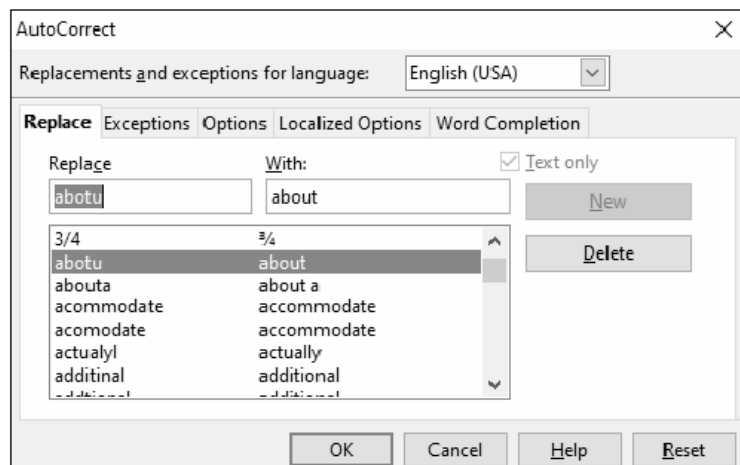 AutoCorrect
Replacements and exceptions for language: English (USA)
Replace Exceptions Options Localized Options Word Completion
Replace With: Text only
abotu about New
3/4 ¾
abotu about Delete
abouta about a
acommodate accommodate
acomodate accommodate
actualyl actually
additinal additional
OK Cancel Help Reset